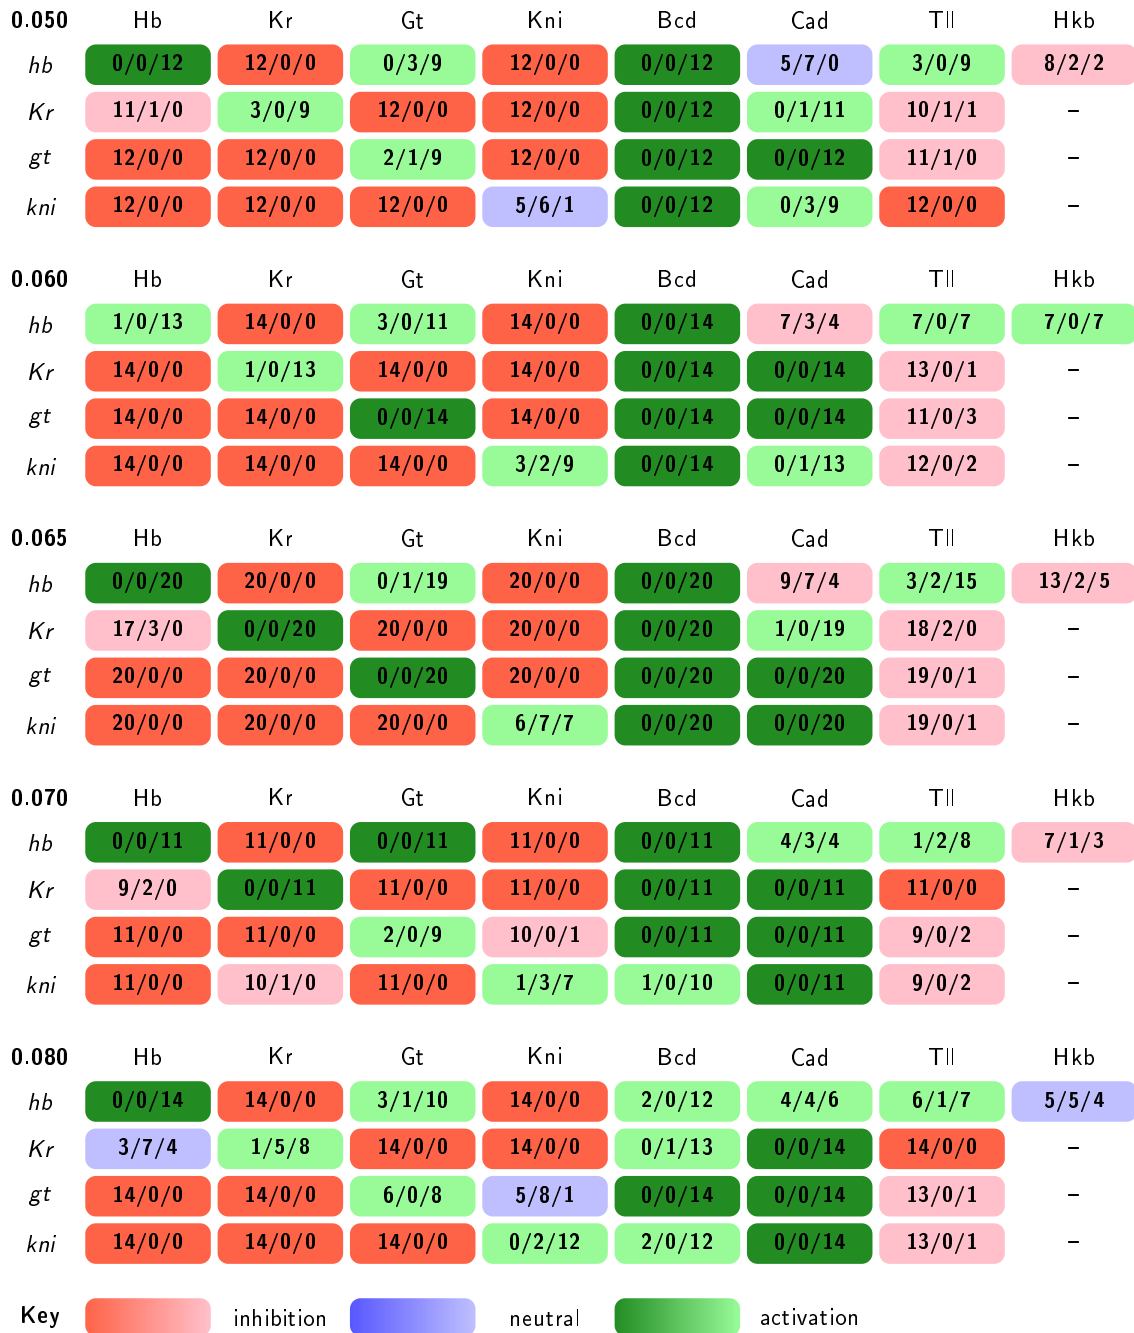 0.050 Hb Kr Gt Kni Bcd Cad Tll Hkb
hb 0/0/12 12/0/0 0/3/9 12/0/0 0/0/12 5/7/0 3/0/9 8/2/2
Kr 11/1/0 3/0/9 12/0/0 12/0/0 0/0/12 0/1/11 10/1/1 –
gt 12/0/0 12/0/0 2/1/9 12/0/0 0/0/12 0/0/12 11/1/0 –
kni 12/0/0 12/0/0 12/0/0 5/6/1 0/0/12 0/3/9 12/0/0 –
0.060 Hb Kr Gt Kni Bcd Cad Tll Hkb
hb 1/0/13 14/0/0 3/0/11 14/0/0 0/0/14 7/3/4 7/0/7 7/0/7
Kr 14/0/0 1/0/13 14/0/0 14/0/0 0/0/14 0/0/14 13/0/1 –
gt 14/0/0 14/0/0 0/0/14 14/0/0 0/0/14 0/0/14 11/0/3 –
kni 14/0/0 14/0/0 14/0/0 3/2/9 0/0/14 0/1/13 12/0/2 –
0.065 Hb Kr Gt Kni Bcd Cad Tll Hkb
hb 0/0/20 20/0/0 0/1/19 20/0/0 0/0/20 9/7/4 3/2/15 13/2/5
Kr 17/3/0 0/0/20 20/0/0 20/0/0 0/0/20 1/0/19 18/2/0 –
gt 20/0/0 20/0/0 0/0/20 20/0/0 0/0/20 0/0/20 19/0/1 –
kni 20/0/0 20/0/0 20/0/0 6/7/7 0/0/20 0/0/20 19/0/1 –
0.070 Hb Kr Gt Kni Bcd Cad Tll Hkb
hb 0/0/11 11/0/0 0/0/11 11/0/0 0/0/11 4/3/4 1/2/8 7/1/3
Kr 9/2/0 0/0/11 11/0/0 11/0/0 0/0/11 0/0/11 11/0/0 –
gt 11/0/0 11/0/0 2/0/9 10/0/1 0/0/11 0/0/11 9/0/2 –
kni 11/0/0 10/1/0 11/0/0 1/3/7 1/0/10 0/0/11 9/0/2 –
0.080 Hb Kr Gt Kni Bcd Cad Tll Hkb
hb 0/0/14 14/0/0 3/1/10 14/0/0 2/0/12 4/4/6 6/1/7 5/5/4
Kr 3/7/4 1/5/8 14/0/0 14/0/0 0/1/13 0/0/14 14/0/0 –
gt 14/0/0 14/0/0 6/0/8 5/8/1 0/0/14 0/0/14 13/0/1 –
kni 14/0/0 14/0/0 14/0/0 0/2/12 2/0/12 0/0/14 13/0/1 –
Key inhibition neutral activation